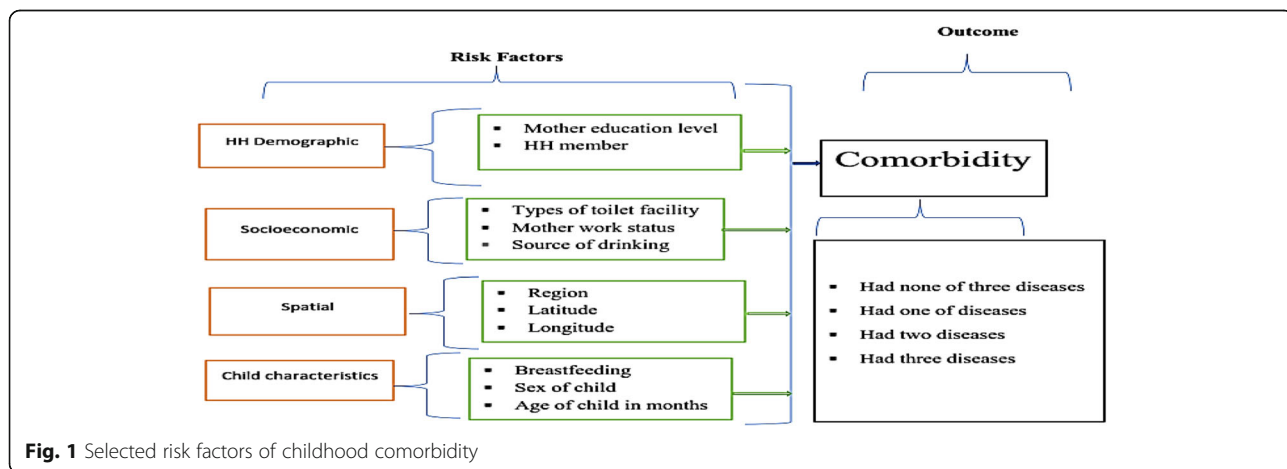 Outcome
Risk Factors
HH Demographic
▪ Mother education level
▪ HH member
Socioeconomic
▪ Types of toilet facility
▪ Mother work status
▪ Source of drinking
Spatial
▪ Region
▪ Latitude
▪ Longitude
Child characteristics
▪ Breastfeeding
▪ Sex of child
▪ Age of child in months
Comorbidity
▪ Had none of three diseases
▪ Had one of diseases
▪ Had two diseases
▪ Had three diseases
Fig. 1 Selected risk factors of childhood comorbidity